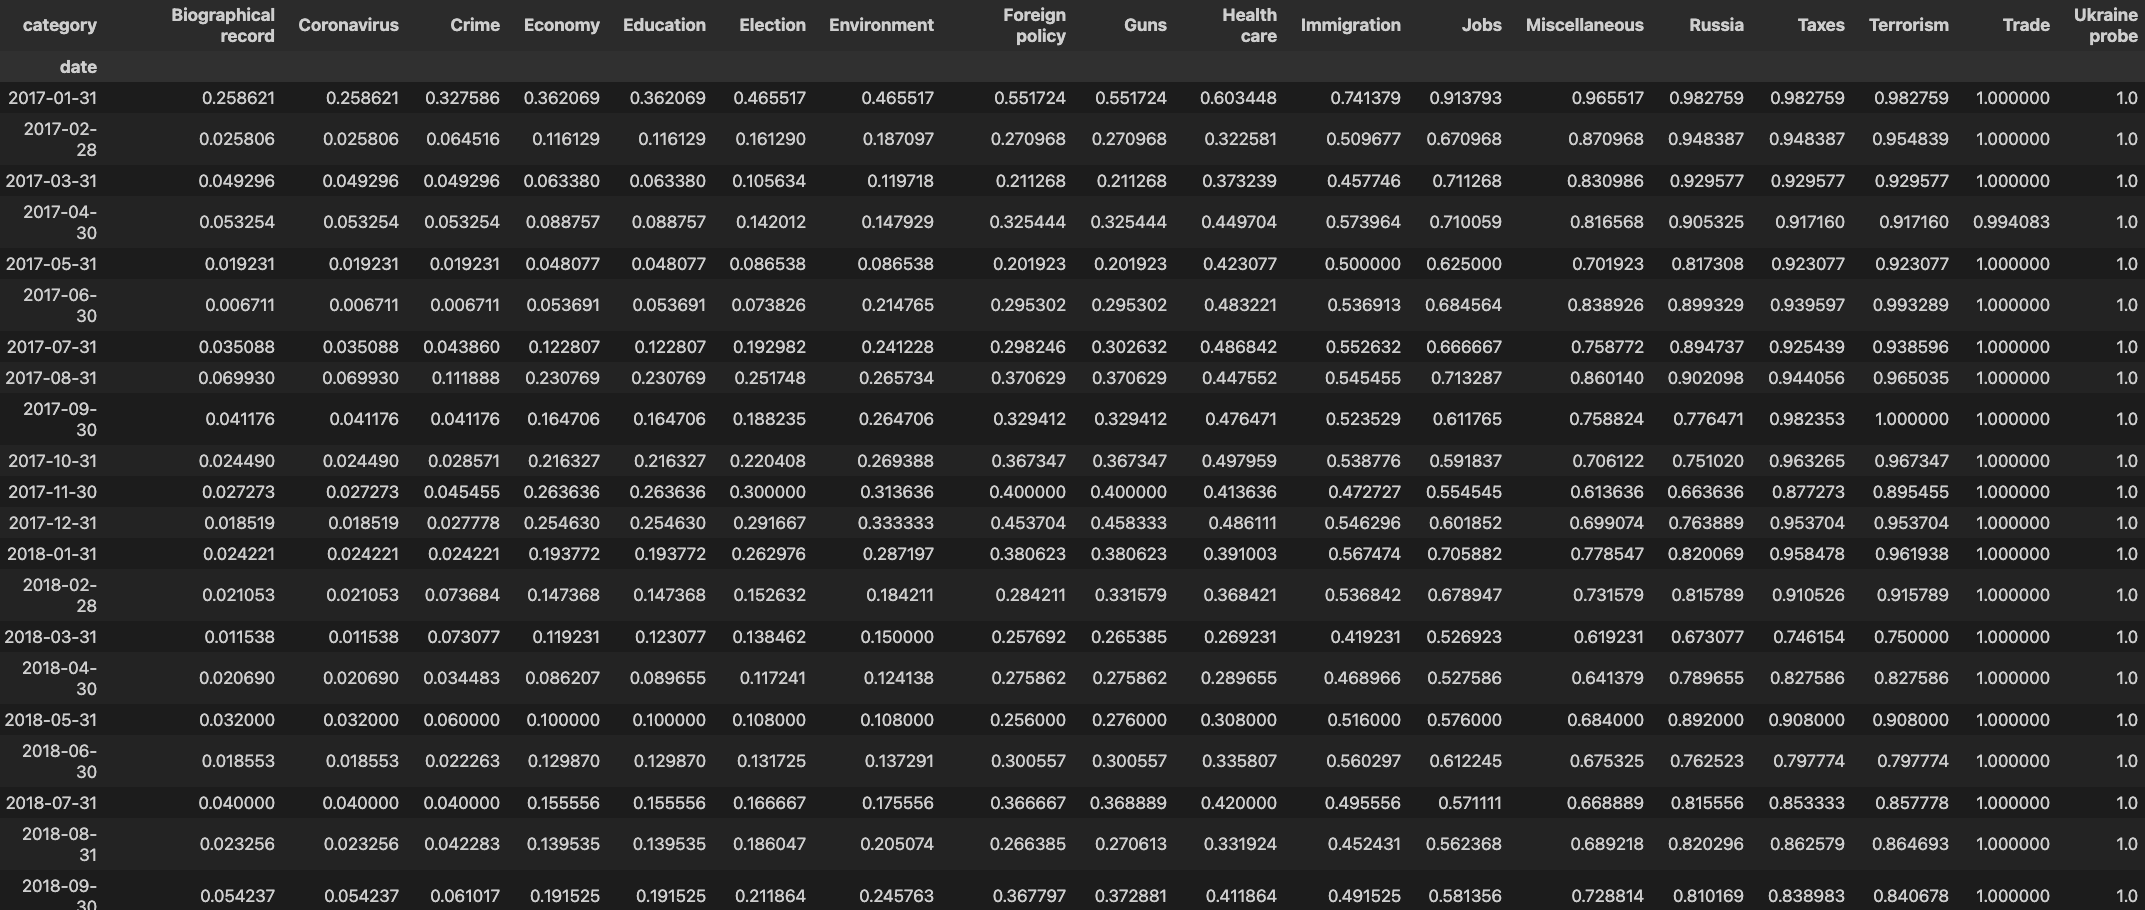 category Biographical record Coronavirus Crime Economy Education Election Environment Foreign policy Guns Health care Immigration Jobs Miscellaneous Russia Taxes Terrorism Trade Ukraine probe
date
2017-01-31 0.258621 0.258621 0.327586 0.362069 0.362069 0.465517 0.465517 0.551724 0.551724 0.603448 0.741379 0.913793 0.965517 0.982759 0.982759 0.982759 1.000000 1.0
2017-02-28 0.025806 0.025806 0.064516 0.116129 0.116129 0.161290 0.187097 0.270968 0.270968 0.322581 0.509677 0.670968 0.870968 0.948387 0.948387 0.954839 1.000000 1.0
2017-03-31 0.049296 0.049296 0.049296 0.063380 0.063380 0.105634 0.119718 0.211268 0.211268 0.373239 0.457746 0.711268 0.830986 0.929577 0.929577 0.929577 1.000000 1.0
2017-04-30 0.053254 0.053254 0.053254 0.088757 0.088757 0.142012 0.147929 0.325444 0.325444 0.449704 0.573964 0.710059 0.816568 0.905325 0.917160 0.917160 0.994083 1.0
2017-05-31 0.019231 0.019231 0.019231 0.048077 0.048077 0.086538 0.086538 0.201923 0.201923 0.423077 0.500000 0.625000 0.701923 0.817308 0.923077 0.923077 1.000000 1.0
2017-06-30 0.006711 0.006711 0.006711 0.053691 0.053691 0.073826 0.214765 0.295302 0.295302 0.483221 0.536913 0.684564 0.838926 0.899329 0.939597 0.993289 1.000000 1.0
2017-07-31 0.035088 0.035088 0.043860 0.122807 0.122807 0.192982 0.241228 0.298246 0.302632 0.486842 0.552632 0.666667 0.758772 0.894737 0.925439 0.938596 1.000000 1.0
2017-08-31 0.069930 0.069930 0.111888 0.230769 0.230769 0.251748 0.265734 0.370629 0.370629 0.447552 0.545455 0.713287 0.860140 0.902098 0.944056 0.965035 1.000000 1.0
2017-09-30 0.041176 0.041176 0.041176 0.164706 0.164706 0.188235 0.264706 0.329412 0.329412 0.476471 0.523529 0.611765 0.758824 0.776471 0.982353 1.000000 1.000000 1.0
2017-10-31 0.024490 0.024490 0.028571 0.216327 0.216327 0.220408 0.269388 0.367347 0.367347 0.497959 0.538776 0.591837 0.706122 0.751020 0.963265 0.967347 1.000000 1.0
2017-11-30 0.027273 0.027273 0.045455 0.263636 0.263636 0.300000 0.313636 0.400000 0.400000 0.413636 0.472727 0.554545 0.613636 0.663636 0.877273 0.895455 1.000000 1.0
2017-12-31 0.018519 0.018519 0.027778 0.254630 0.254630 0.291667 0.333333 0.453704 0.458333 0.486111 0.546296 0.601852 0.699074 0.763889 0.953704 0.953704 1.000000 1.0
2018-01-31 0.024221 0.024221 0.024221 0.193772 0.193772 0.262976 0.287197 0.380623 0.380623 0.391003 0.567474 0.705882 0.778547 0.820069 0.958478 0.961938 1.000000 1.0
2018-02-28 0.021053 0.021053 0.073684 0.147368 0.147368 0.152632 0.184211 0.284211 0.331579 0.368421 0.536842 0.678947 0.731579 0.815789 0.910526 0.915789 1.000000 1.0
2018-03-31 0.011538 0.011538 0.073077 0.119231 0.123077 0.138462 0.150000 0.257692 0.265385 0.269231 0.419231 0.526923 0.619231 0.673077 0.746154 0.750000 1.000000 1.0
2018-04-30 0.020690 0.020690 0.034483 0.086207 0.089655 0.117241 0.124138 0.275862 0.275862 0.289655 0.468966 0.527586 0.641379 0.789655 0.827586 0.827586 1.000000 1.0
2018-05-31 0.032000 0.032000 0.060000 0.100000 0.100000 0.108000 0.108000 0.256000 0.276000 0.308000 0.516000 0.576000 0.684000 0.892000 0.908000 0.908000 1.000000 1.0
2018-06-30 0.018553 0.018553 0.022263 0.129870 0.129870 0.131725 0.137291 0.300557 0.300557 0.335807 0.560297 0.612245 0.675325 0.762523 0.797774 0.797774 1.000000 1.0
2018-07-31 0.040000 0.040000 0.040000 0.155556 0.155556 0.166667 0.175556 0.366667 0.368889 0.420000 0.495556 0.571111 0.668889 0.815556 0.853333 0.857778 1.000000 1.0
2018-08-31 0.023256 0.023256 0.042283 0.139535 0.139535 0.186047 0.205074 0.266385 0.270613 0.331924 0.452431 0.562368 0.689218 0.820296 0.862579 0.864693 1.000000 1.0
2018-09-30 0.054237 0.054237 0.061017 0.191525 0.191525 0.211864 0.245763 0.367797 0.372881 0.411864 0.491525 0.581356 0.728814 0.810169 0.838983 0.840678 1.000000 1.0